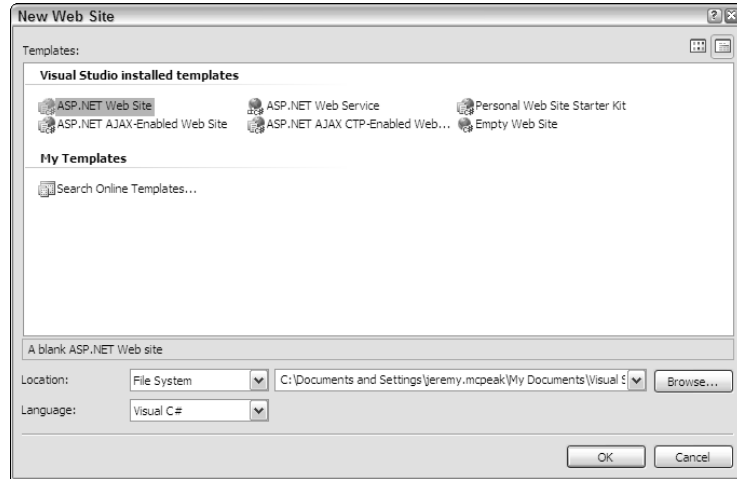 New Web Site
Templates:
Visual Studio installed templates
ASP.NET Web Site
ASP.NET Web Service
Personal Web Site Starter Kit
ASP.NET AJAX-Enabled Web Site
ASP.NET AJAX CTP-Enabled Web...
Empty Web Site
My Templates
Search Online Templates...
A blank ASP.NET Web site
Location:
File System
C:\Documents and Settings\jeremy.mcpeak\My Documents\Visual S
Browse...
Language:
Visual C#
OK
Cancel